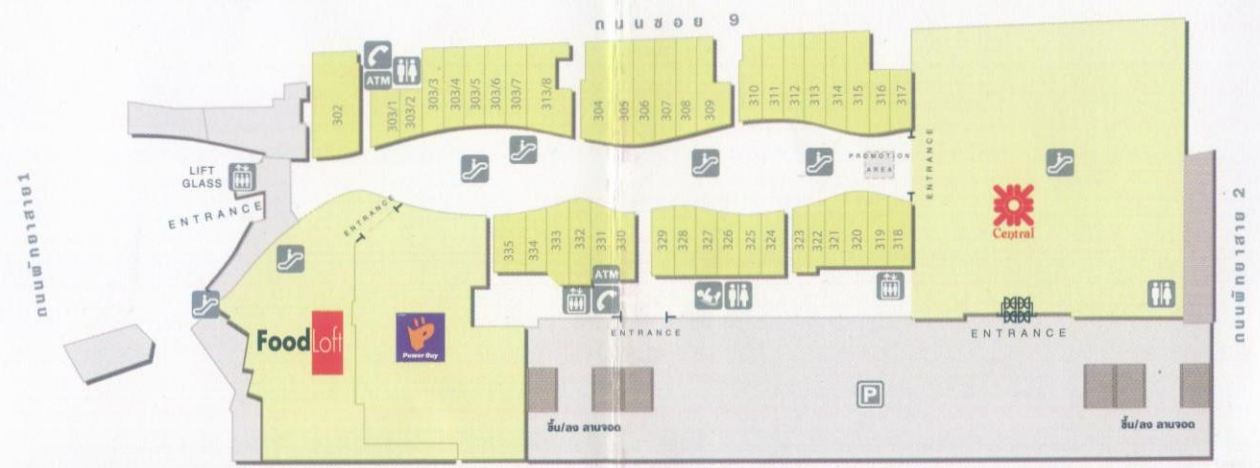 ถนนซอย 9
ATM
302
303/1
303/2
303/3
303/4
303/5
303/6
303/7
313/8
304
305
306
307
308
309
310
311
312
313
314
315
316
317
LIFT
GLASS
ENTRANCE
ENTRANCE
PROMOTION
AREA
ENTRANCE
Central
ถนนพัทยาสาย 1
ถนนพัทยาสาย 2
335
334
333
332
331
330
329
328
327
326
325
324
323
322
321
320
319
318
ATM
ENTRANCE
ENTRANCE
FoodLoft
Power Buy
P
ขึ้น/ลง ลานจอด
ขึ้น/ลง ลานจอด